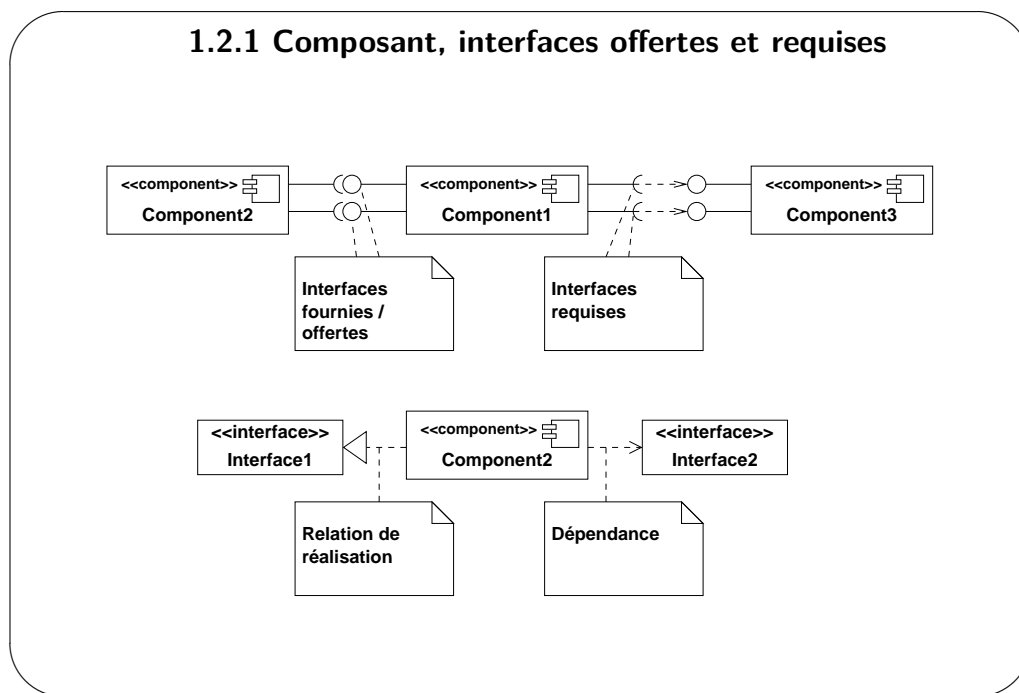 1.2.1 Composant, interfaces offertes et requises
<<component>>
Component2
<<component>>
Component1
<<component>>
Component3
Interfaces
fournies /
offertes
Interfaces
requises
<<interface>>
Interface1
<<component>>
Component2
<<interface>>
Interface2
Relation de
réalisation
Dépendance